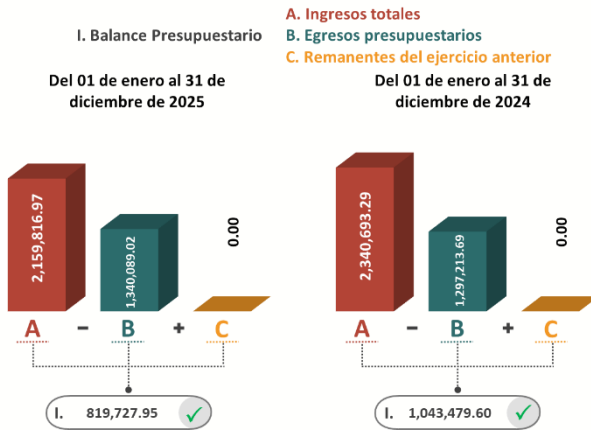 A. Ingresos totales
I. Balance Presupuestario
B. Egresos presupuestarios
C. Remanentes del ejercicio anterior
Del 01 de enero al 31 de
diciembre de 2025
Del 01 de enero al 31 de
diciembre de 2024
2,159,816.97
1,340,089.02
0.00
2,340,693.29
1,297,213.69
0.00
A - B + C
A - B + C
I. 819,727.95 ✓
I. 1,043,479.60 ✓